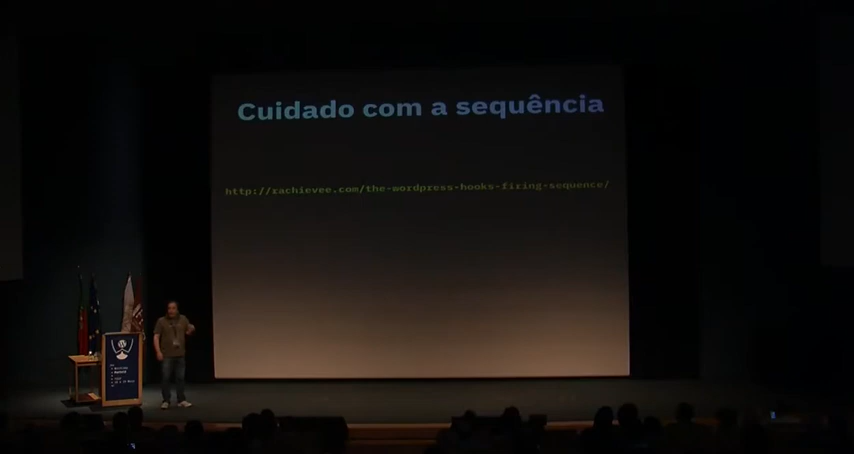 Cuidado com a sequência
http://rachievee.com/the-wordpress-hooks-firing-sequence/